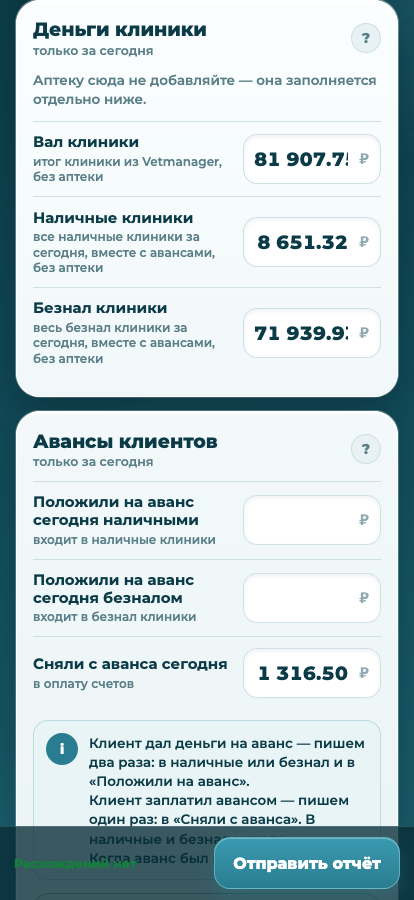 Деньги клиники
только за сегодня
?
Аптеку сюда не добавляйте — она заполняется
отдельно ниже.
Вал клиники
итог клиники из Vetmanager,
без аптеки
81 907.7 ₽
Наличные клиники
все наличные клиники за
сегодня, вместе с авансами,
без аптеки
8 651.32 ₽
Безнал клиники
весь безнал клиники за
сегодня, вместе с авансами,
без аптеки
71 939.9 ₽
Авансы клиентов
только за сегодня
?
Положили на аванс
сегодня наличными
входит в наличные клиники
₽
Положили на аванс
сегодня безналом
входит в безнал клиники
₽
Сняли с аванса сегодня
в оплату счетов
1 316.50 ₽
i
Клиент дал деньги на аванс — пишем
два раза: в наличные или безнал и в
«Положили на аванс».
Клиент заплатил авансом — пишем
один раз: в «Сняли с аванса». В
наличные и
Когда аванс был
Расхождений нет
Отправить отчёт